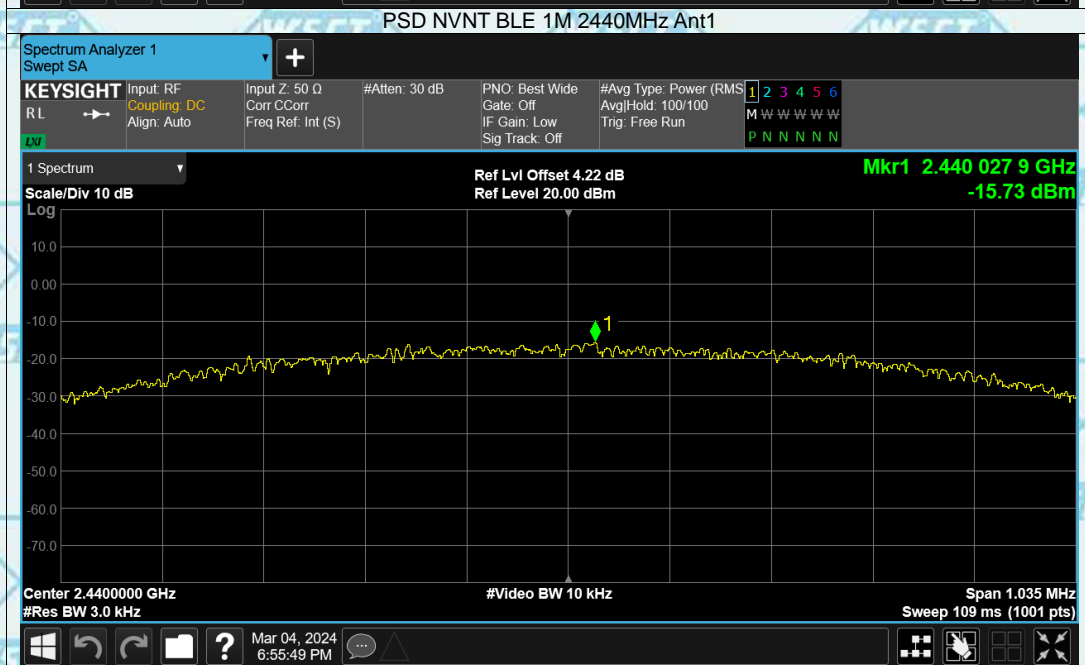 PSD NVNT BLE 1M 2440MHz Ant1
Spectrum Analyzer 1
Swept SA
+
KEYSIGHT
R L
LXI
Input: RF
Coupling: DC
Align: Auto
Input Z: 50 Ω
Corr CCorr
Freq Ref: Int (S)
#Atten: 30 dB
PNO: Best Wide
Gate: Off
IF Gain: Low
Sig Track: Off
#Avg Type: Power (RMS
Avg|Hold: 100/100
Trig: Free Run
1 2 3 4 5 6
M W W W W W
P N N N N N
1 Spectrum
Scale/Div 10 dB
Log
Ref Lvl Offset 4.22 dB
Ref Level 20.00 dBm
Mkr1 2.440 027 9 GHz
-15.73 dBm
10.0
0.00
-10.0
1
-20.0
-30.0
-40.0
-50.0
-60.0
-70.0
Center 2.4400000 GHz
#Video BW 10 kHz
Span 1.035 MHz
#Res BW 3.0 kHz
Sweep 109 ms (1001 pts)
?
Mar 04, 2024
6:55:49 PM